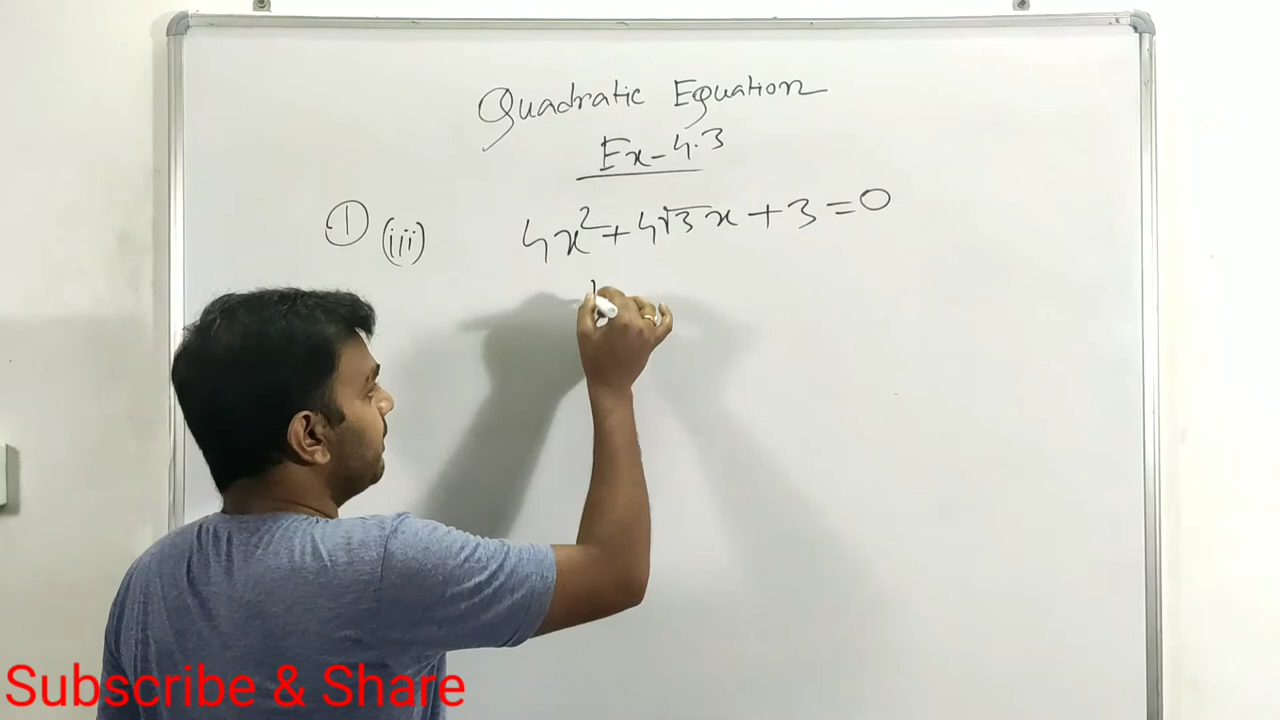 Quadratic Equation
Ex-4.3
① (iii) 4x²+4√3x+3=0
Subscribe & Share